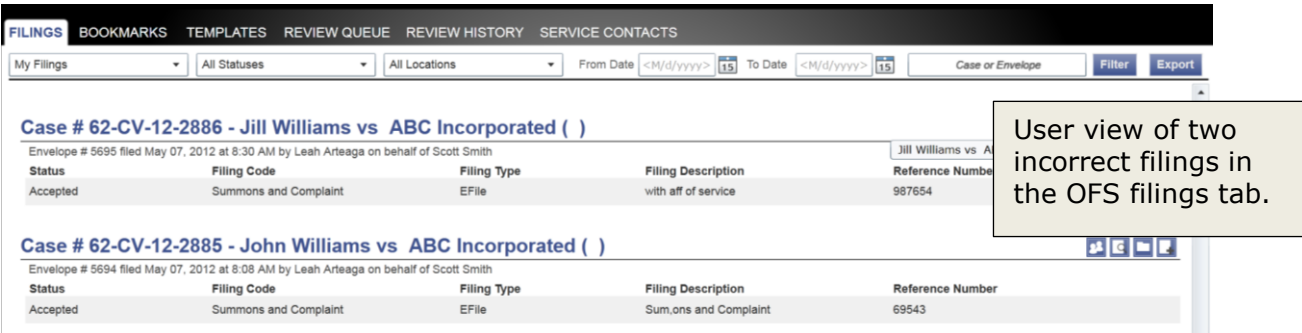 FILINGS BOOKMARKS TEMPLATES REVIEW QUEUE REVIEW HISTORY SERVICE CONTACTS
My Filings All Statuses All Locations From Date <M/d/yyyy> 15 To Date <M/d/yyyy> 15 Case or Envelope Filter Export
Case # 62-CV-12-2886 - Jill Williams vs ABC Incorporated ( )
Envelope # 5695 filed May 07, 2012 at 8:30 AM by Leah Arteaga on behalf of Scott Smith
Jill Williams vs
Status Filing Code Filing Type Filing Description Reference Numbe
Accepted Summons and Complaint EFile with aff of service 987654
User view of two
incorrect filings in
the OFS filings tab.
Case # 62-CV-12-2885 - John Williams vs ABC Incorporated ( )
Envelope # 5694 filed May 07, 2012 at 8:08 AM by Leah Arteaga on behalf of Scott Smith
Status Filing Code Filing Type Filing Description Reference Number
Accepted Summons and Complaint EFile Sum,ons and Complaint 69543